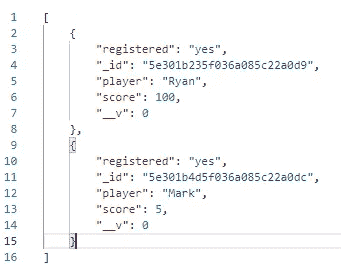 1 [
2 {
3 "registered": "yes",
4 "_id": "5e301b235f036a085c22a0d9",
5 "player": "Ryan",
6 "score": 100,
7 "__v": 0
8 },
9 {
10 "registered": "yes",
11 "_id": "5e301b4d5f036a085c22a0dc",
12 "player": "Mark",
13 "score": 5,
14 "__v": 0
15 }
16 ]